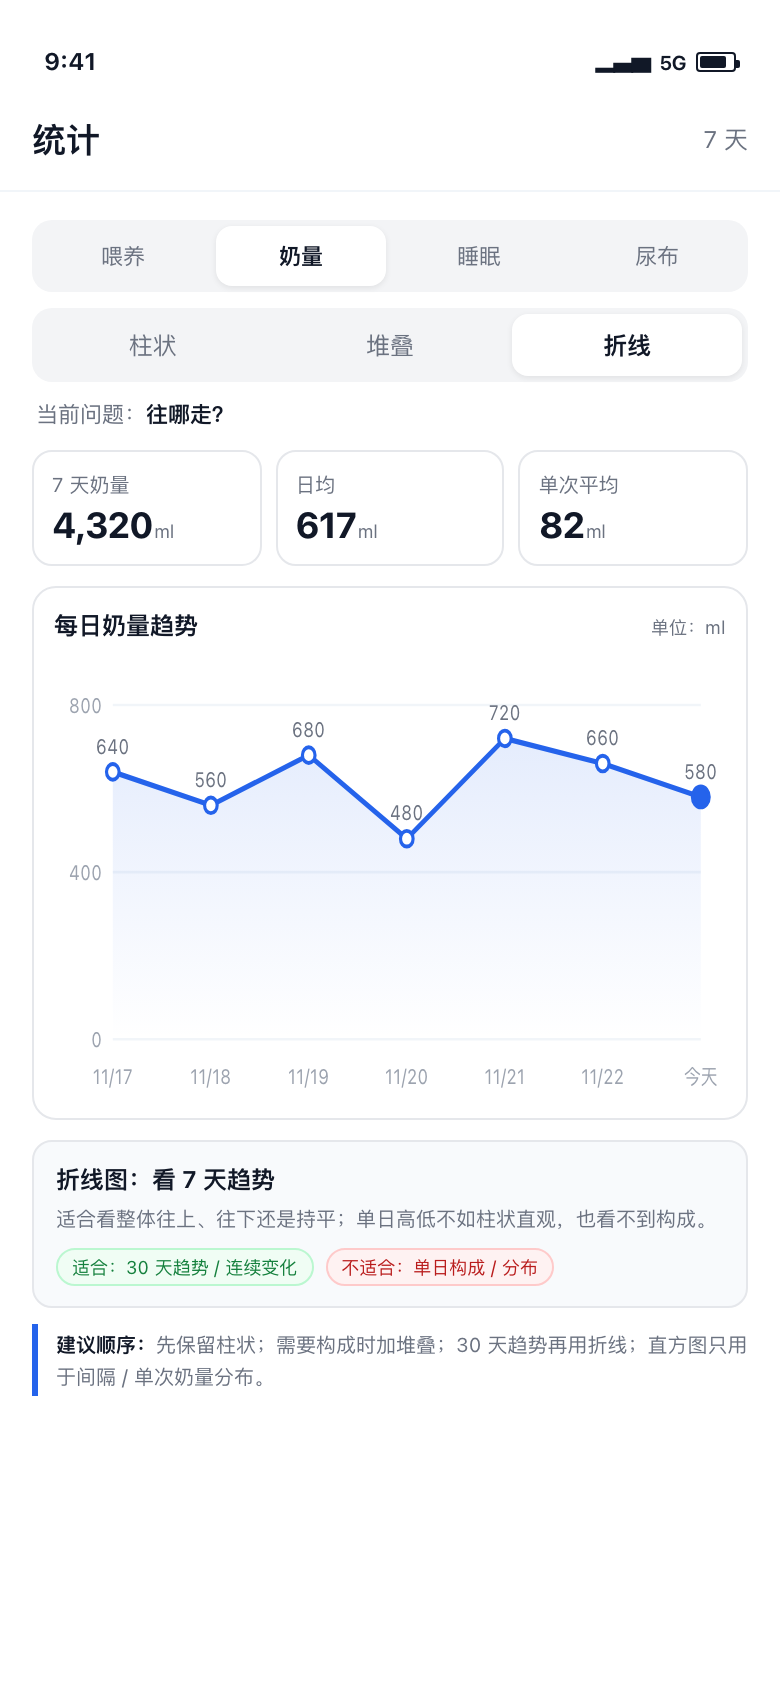 9:41
5G
统计
7 天
喂养
奶量
睡眠
尿布
柱状
堆叠
折线
当前问题：往哪走?
7 天奶量
4,320ml
日均
617ml
单次平均
82ml
每日奶量趋势
单位：ml
800
400
0
640
560
680
480
720
660
580
11/17
11/18
11/19
11/20
11/21
11/22
今天
折线图：看 7 天趋势
适合看整体往上、往下还是持平；单日高低不如柱状直观，也看不到构成。
适合：30 天趋势 / 连续变化
不适合：单日构成 / 分布
建议顺序：先保留柱状；需要构成时加堆叠；30 天趋势再用折线；直方图只用
于间隔 / 单次奶量分布。